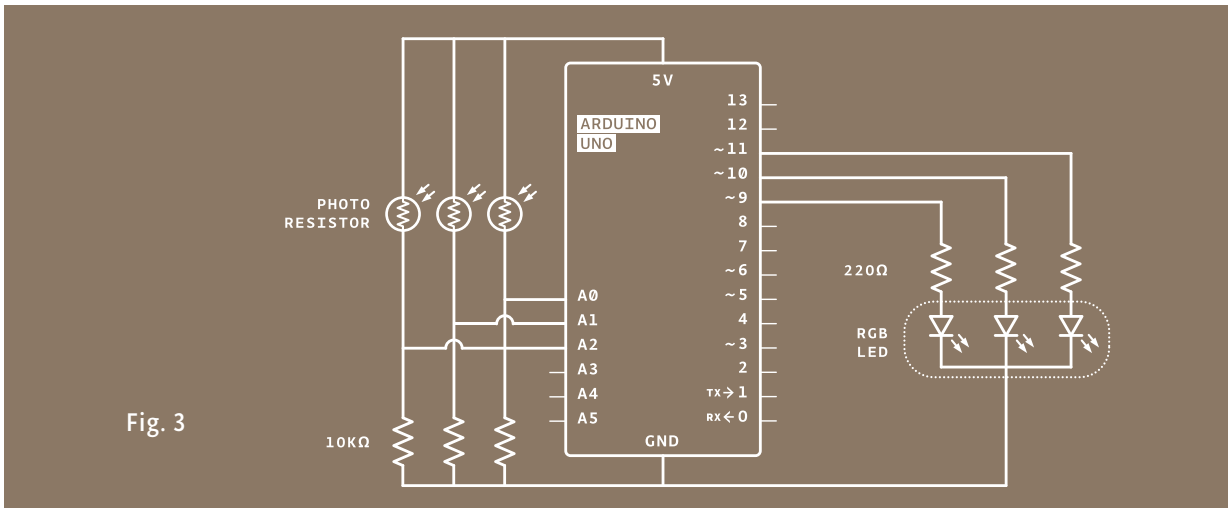 5V
ARDUINO
UNO
13
12
~11
~10
~9
8
7
~6
~5
4
~3
2
TX→1
RX←0
PHOTO
RESISTOR
A0
A1
A2
A3
A4
A5
GND
10KΩ
220Ω
RGB
LED
Fig. 3